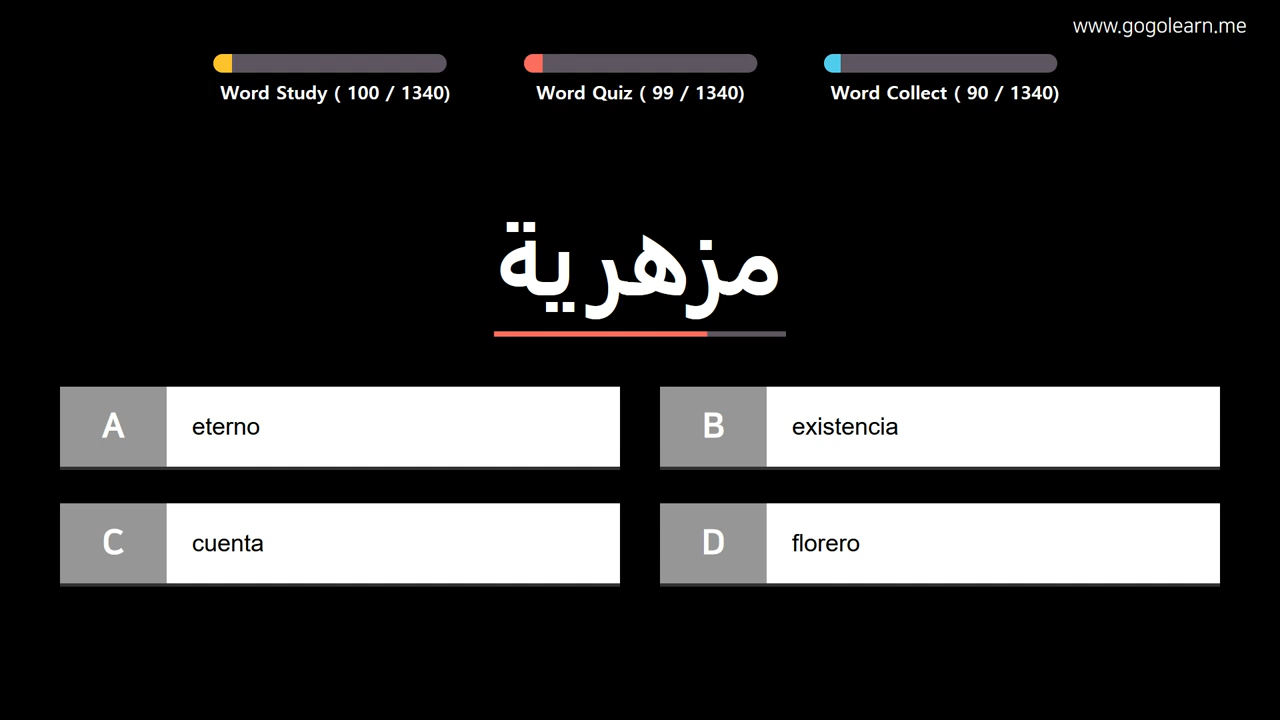 www.gogolearn.me
Word Study ( 100 / 1340)
Word Quiz ( 99 / 1340)
Word Collect ( 90 / 1340)
مزهرية
A eterno
B existencia
C cuenta
D florero